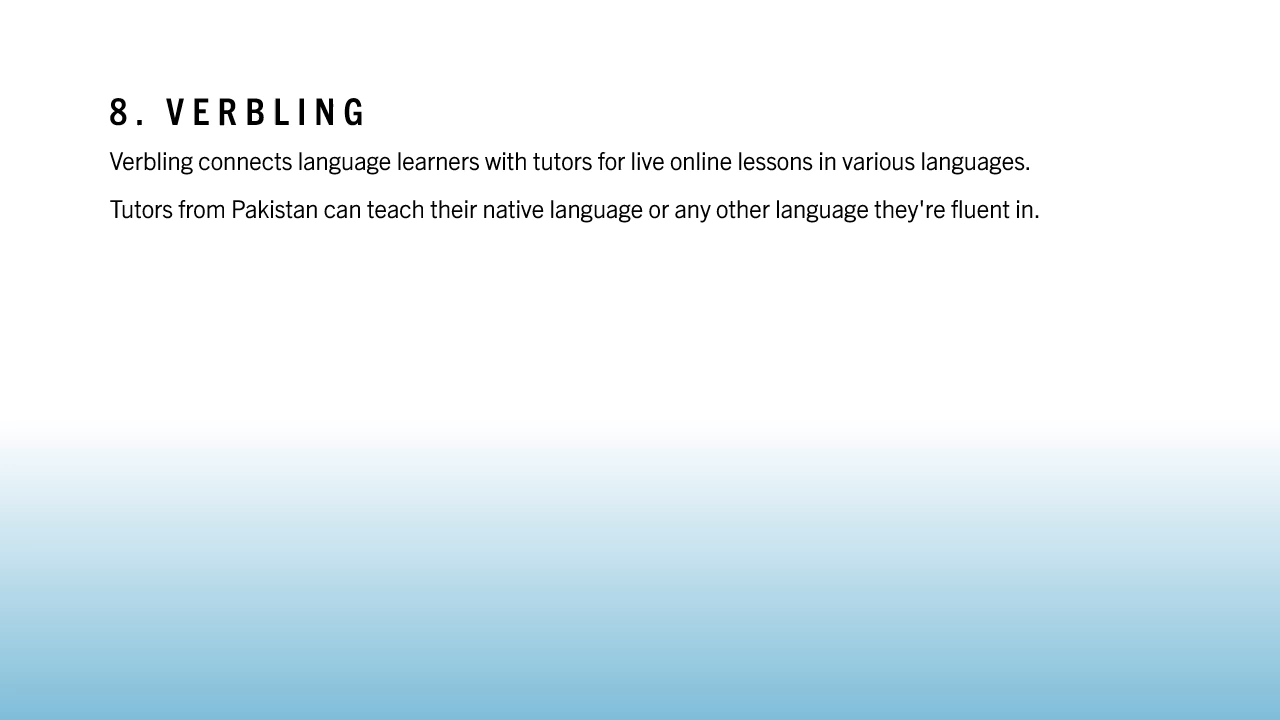 8. VERBLING
Verbling connects language learners with tutors for live online lessons in various languages.
Tutors from Pakistan can teach their native language or any other language they're fluent in.